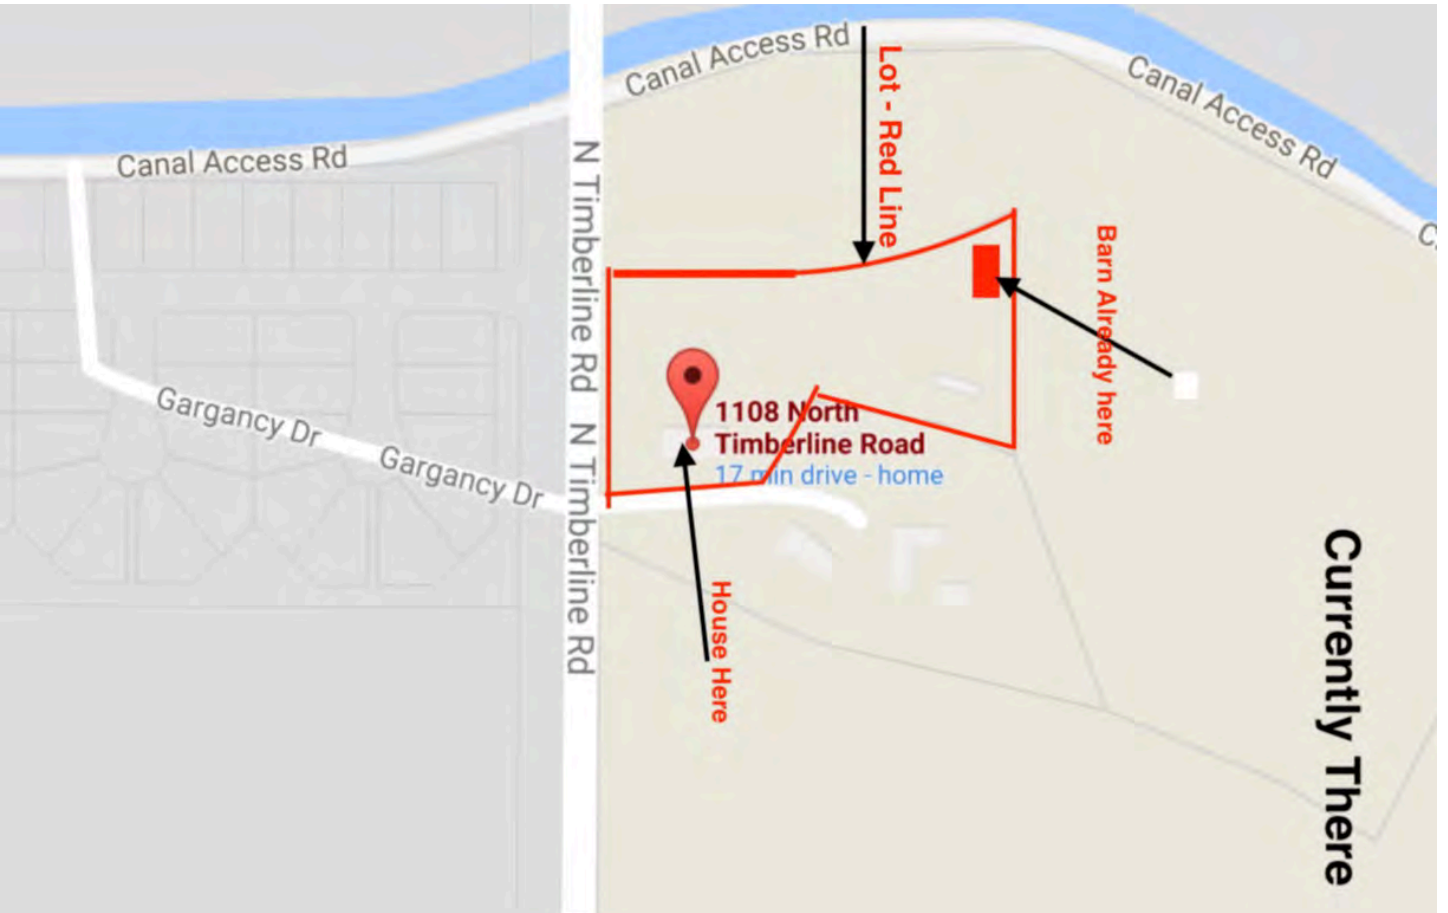 Canal Access Rd
Canal Access Rd
Canal Access Rd
C
Lot - Red Line
N Timberline Rd
Barn Already here
1108 North
Timberline Road
17 min drive - home
Gargancy Dr
Gargancy Dr
N Timberline Rd
House Here
Currently There